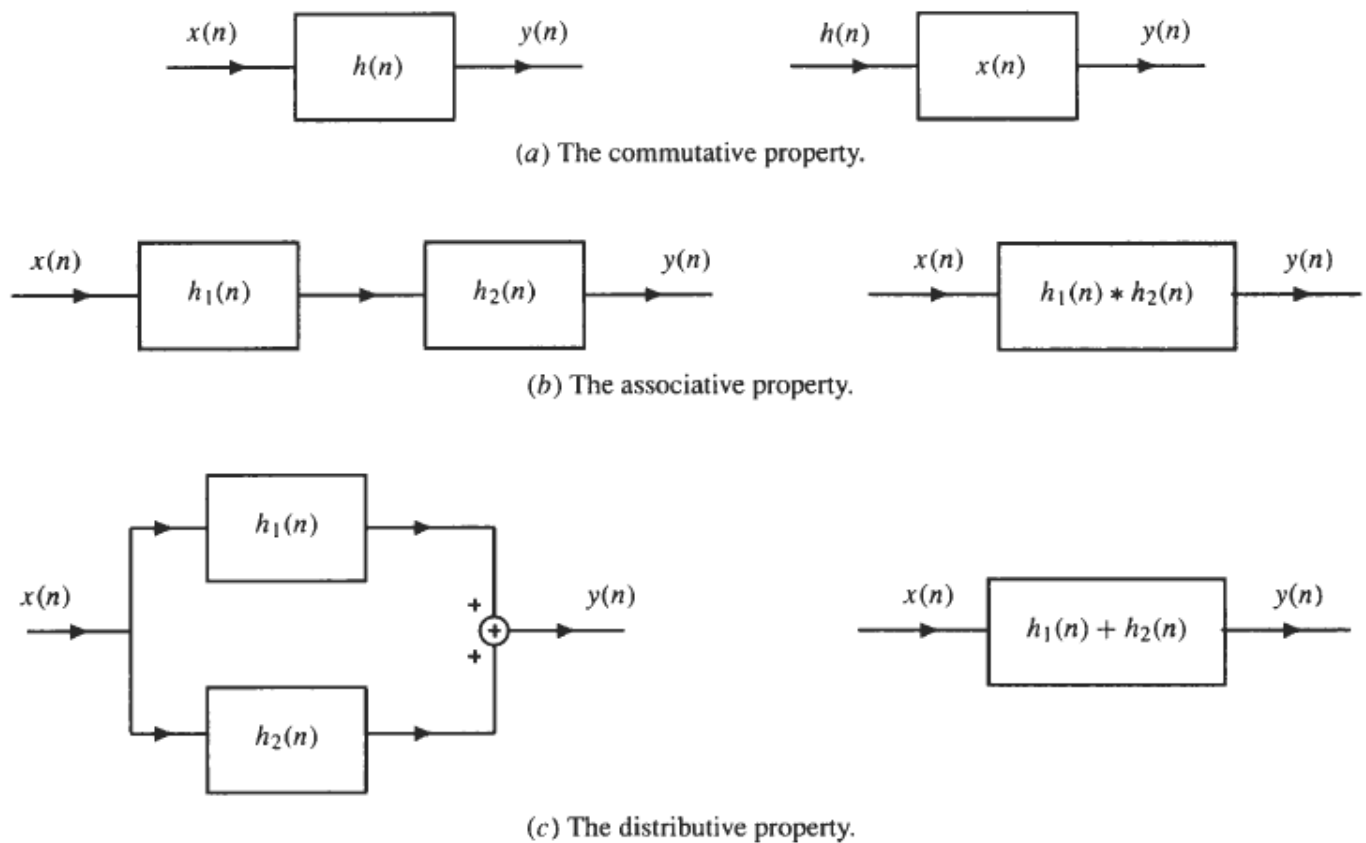 x(n) y(n) h(n) y(n)
h(n) x(n)
(a) The commutative property.
x(n) y(n) x(n) y(n)
h₁(n) h₂(n) h₁(n) * h₂(n)
(b) The associative property.
h₁(n)
x(n) y(n) x(n) y(n)
+
+ h₁(n) + h₂(n)
+
h₂(n)
(c) The distributive property.